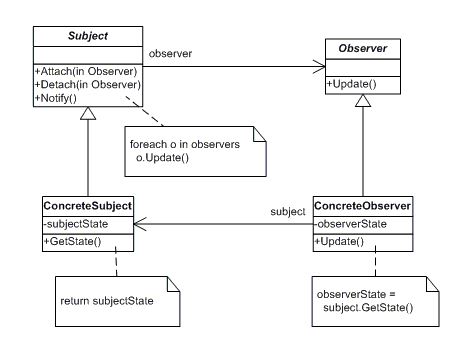 Subject
+Attach(in Observer)
+Detach(in Observer)
+Notify()
observer
Observer
+Update()
foreach o in observers
o.Update()
ConcreteSubject
-subjectState
+GetState()
subject
ConcreteObserver
-observerState
+Update()
return subjectState
observerState =
subject.GetState()